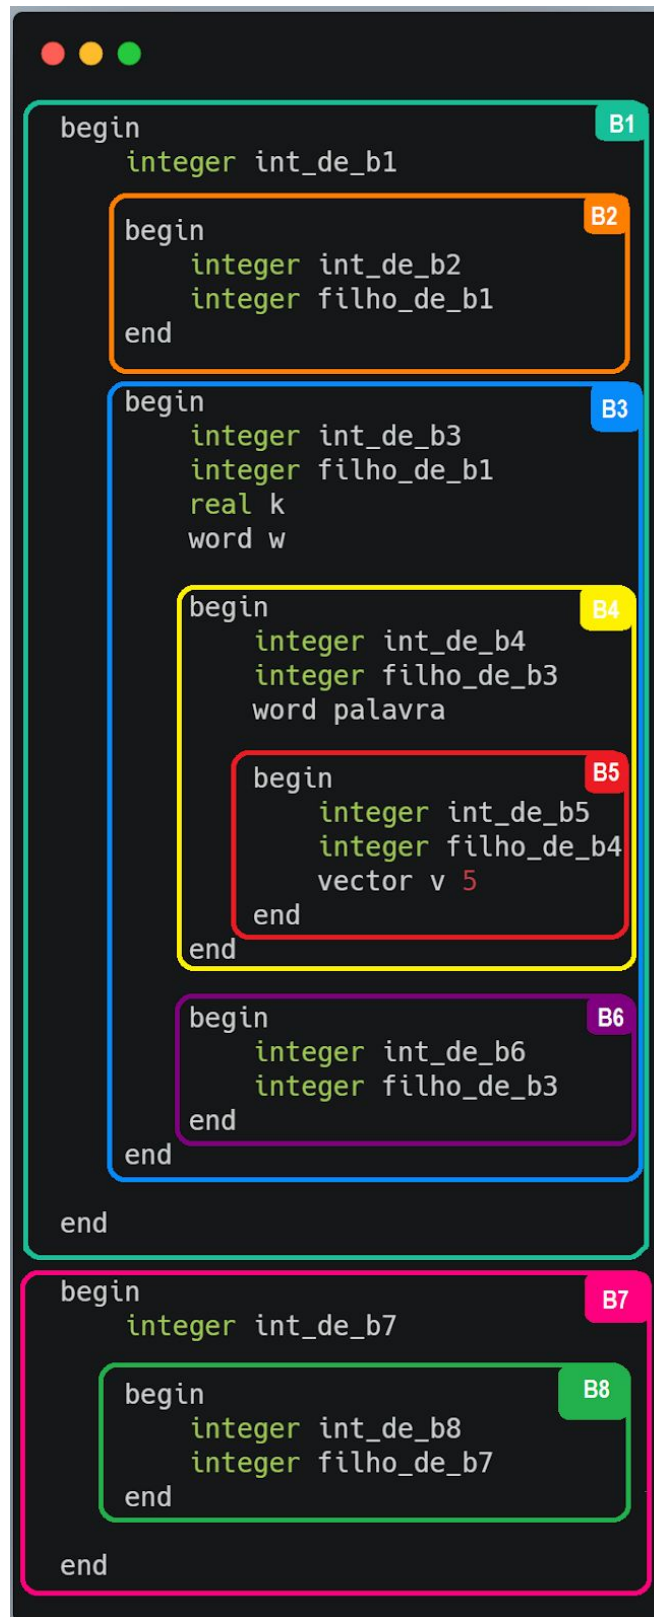 B1
begin
integer int_de_b1
B2
begin
integer int_de_b2
integer filho_de_b1
end
B3
begin
integer int_de_b3
integer filho_de_b1
real k
word w
B4
begin
integer int_de_b4
integer filho_de_b3
word palavra
B5
begin
integer int_de_b5
integer filho_de_b4
vector v 5
end
end
B6
begin
integer int_de_b6
integer filho_de_b3
end
end
end
B7
begin
integer int_de_b7
B8
begin
integer int_de_b8
integer filho_de_b7
end
end